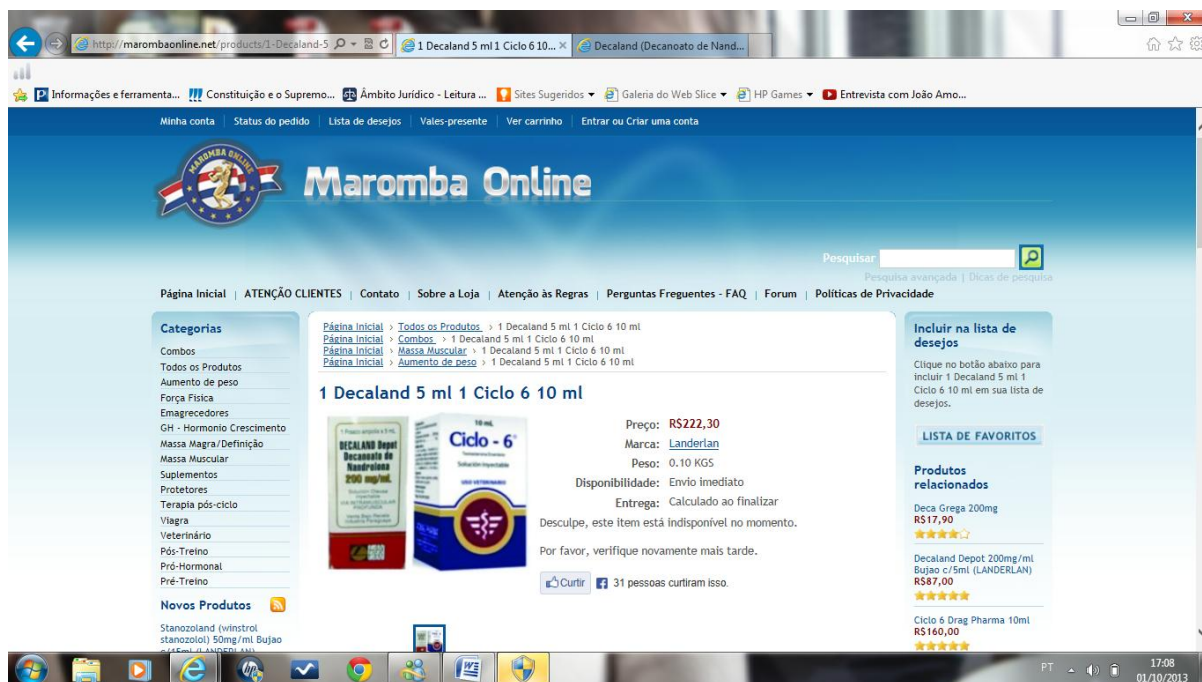 http://marombaonline.net/products/1-Decaland-5
1 Decaland 5 ml 1 Ciclo 6 10...
Decaland (Decanoato de Nand...
Informações e ferramenta...
Constituição e o Supremo...
Âmbito Jurídico - Leitura ...
Sites Sugeridos
Galeria do Web Slice
HP Games
Entrevista com João Amo...
Minha conta | Status do pedido | Lista de desejos | Vales-presente | Ver carrinho | Entrar ou Criar uma conta
MAROMBA ONLINE
Maromba Online
Pesquisar
Pesquisa avançada | Dicas de pesquisa
Página Inicial | ATENÇÃO CLIENTES | Contato | Sobre a Loja | Atenção às Regras | Perguntas Freguentes - FAQ | Forum | Políticas de Privacidade
Categorias
Combos
Todos os Produtos
Aumento de peso
Força Física
Emagrecedores
GH - Hormonio Crescimento
Massa Magra/Definição
Massa Muscular
Suplementos
Protetores
Terapia pós-ciclo
Viagra
Veterinário
Pós-Treino
Pró-Hormonal
Pré-Treino
Novos Produtos
Stanozoland (winstrol
stanozolol) 50mg/ml Bujao
c/15ml (LANDERLAN)
Página Inicial > Todos os Produtos > 1 Decaland 5 ml 1 Ciclo 6 10 ml
Página Inicial > Combos > 1 Decaland 5 ml 1 Ciclo 6 10 ml
Página Inicial > Massa Muscular > 1 Decaland 5 ml 1 Ciclo 6 10 ml
Página Inicial > Aumento de peso > 1 Decaland 5 ml 1 Ciclo 6 10 ml
1 Decaland 5 ml 1 Ciclo 6 10 ml
DECALAND Depot
Decanoato de
Nandrolona
200 mg/ml.
10 mL
Ciclo - 6
Solución Inyectable
USO VETERINARIO
Preço: R$222,30
Marca: Landerlan
Peso: 0.10 KGS
Disponibilidade: Envio imediato
Entrega: Calculado ao finalizar
Desculpe, este item está indisponível no momento.
Por favor, verifique novamente mais tarde.
Curtir
31 pessoas curtiram isso.
Incluir na lista de
desejos
Clique no botão abaixo para
incluir 1 Decaland 5 ml 1
Ciclo 6 10 ml em sua lista de
desejos.
LISTA DE FAVORITOS
Produtos
relacionados
Deca Grega 200mg
R$17,90
Decaland Depot 200mg/ml
Bujao c/5ml (LANDERLAN)
R$87,00
Ciclo 6 Drag Pharma 10ml
R$160,00
PT
17:08
01/10/2013